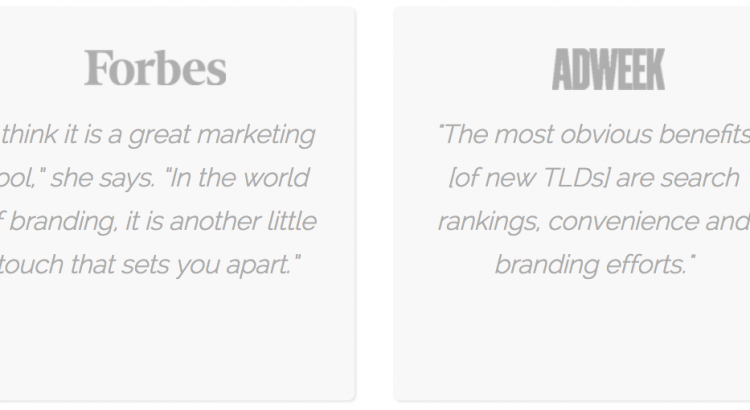 Forbes
think it is a great marketing
ool," she says. "In the world
f branding, it is another little
touch that sets you apart."
ADWEEK
"The most obvious benefits
[of new TLDs] are search
rankings, convenience and
branding efforts."